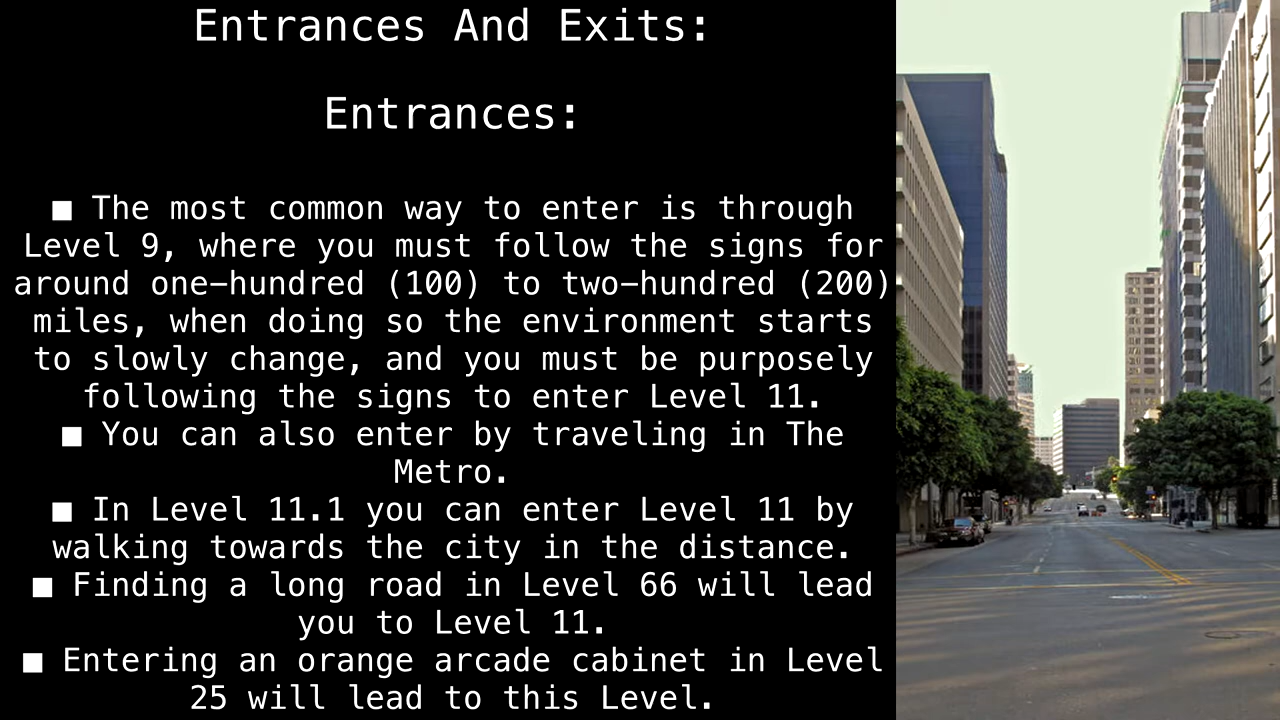 Entrances And Exits:
Entrances:
■ The most common way to enter is through
Level 9, where you must follow the signs for
around one–hundred (100) to two–hundred (200)
miles, when doing so the environment starts
to slowly change, and you must be purposely
following the signs to enter Level 11.
■ You can also enter by traveling in The
Metro.
■ In Level 11.1 you can enter Level 11 by
walking towards the city in the distance.
■ Finding a long road in Level 66 will lead
you to Level 11.
■ Entering an orange arcade cabinet in Level
25 will lead to this Level.